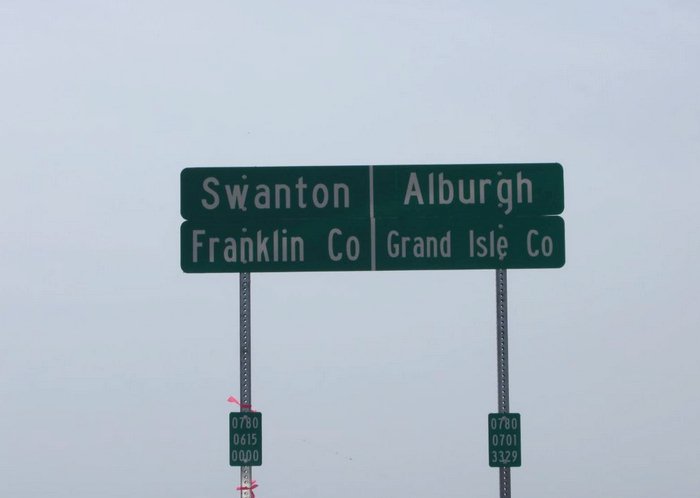 Swanton
Alburgh
Franklin Co
Grand Isle Co
0780
0615
0000
0780
0701
3329